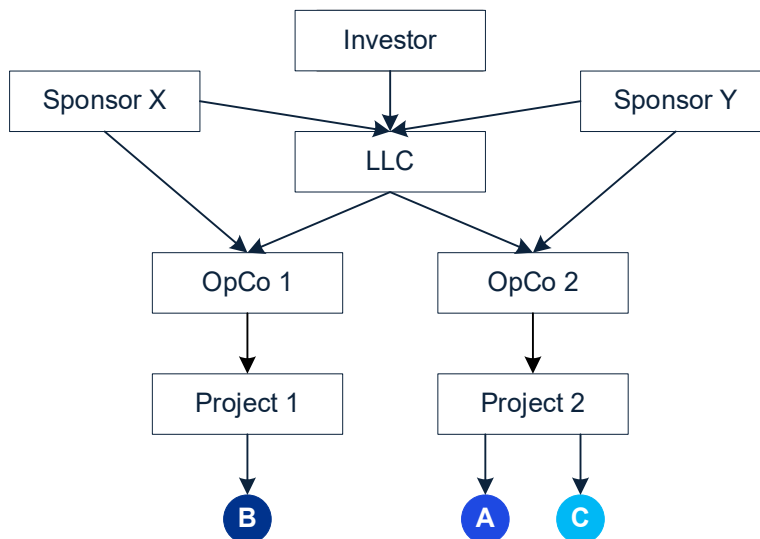 Investor
Sponsor X
Sponsor Y
LLC
OpCo 1
OpCo 2
Project 1
Project 2
B
A
C